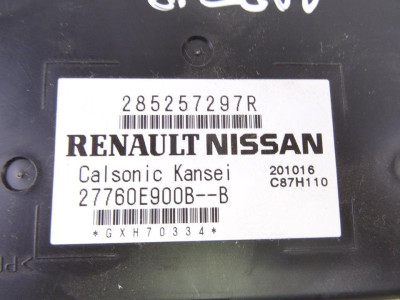 285257297R
RENAULT NISSAN
Calsonic Kansei 201016
27760E900B--B C87H110
*GXH70334*